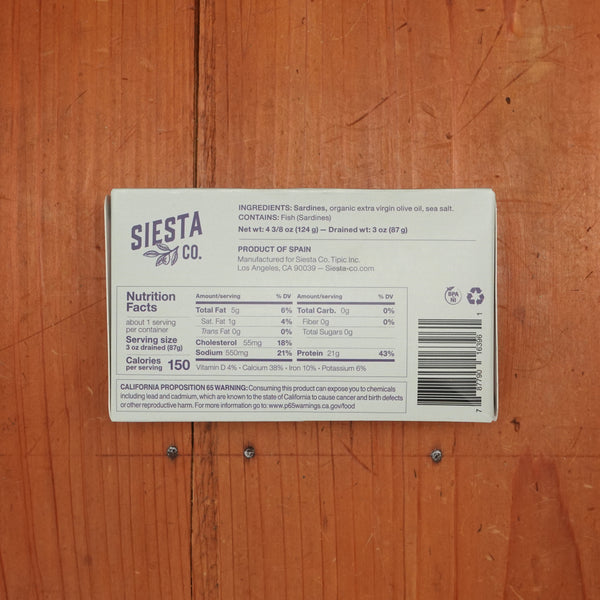 SIESTA
CO.
INGREDIENTS: Sardines, organic extra virgin olive oil, sea salt.
CONTAINS: Fish (Sardines)
Net wt: 4 3/8 oz (124 g) — Drained wt: 3 oz (87 g)
PRODUCT OF SPAIN
Manufactured for Siesta Co. Tipic Inc.
Los Angeles, CA 90039 — Siesta-co.com
BPA
NI
Nutrition
Facts
about 1 serving
per container
Serving size
3 oz drained (87g)
Calories
per serving 150
Amount/serving % DV
Total Fat 5g 6%
Sat. Fat 1g 4%
Trans Fat 0g 0%
Cholesterol 55mg 18%
Sodium 550mg 21%
Amount/serving % DV
Total Carb. 0g 0%
Fiber 0g 0%
Total Sugars 0g
Protein 21g 43%
Vitamin D 4% • Calcium 38% • Iron 10% • Potassium 6%
CALIFORNIA PROPOSITION 65 WARNING: Consuming this product can expose you to chemicals
including lead and cadmium, which are known to the state of California to cause cancer and birth defects
or other reproductive harm. For more information go to: www.p65warnings.ca.gov/food
7 87790 16396 1